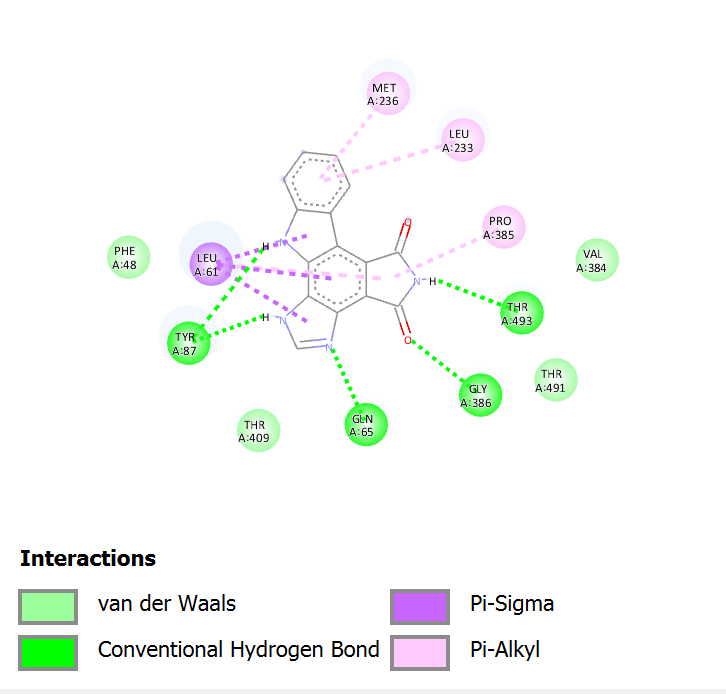 MET
A:236
LEU
A:233
PRO
A:385
O
PHE
A:48
LEU
A:61
H
N
VAL
A:384
N
H
THR
A:493
TYR
A:87
H
N
N
O
THR
A:491
GLY
A:386
THR
A:409
GLN
A:65
Interactions
van der Waals
Conventional Hydrogen Bond
Pi-Sigma
Pi-Alkyl